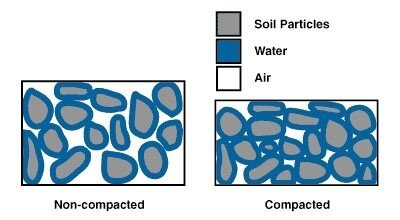 Soil Particles
Water
Air
Non-compacted
Compacted